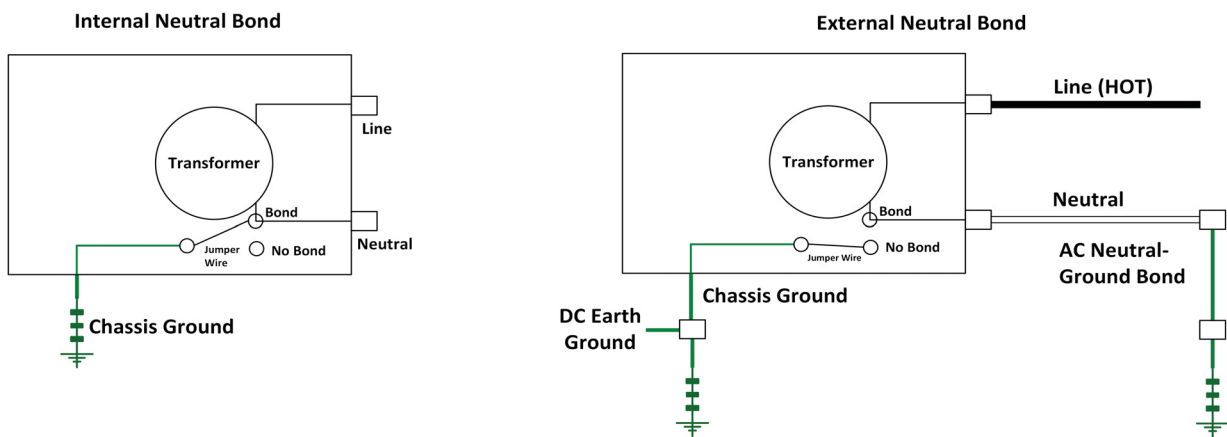 Internal Neutral Bond
Transformer
Line
Bond
Neutral
Jumper
Wire
No Bond
Chassis Ground
External Neutral Bond
Line (HOT)
Transformer
Bond
Neutral
No Bond
Jumper Wire
AC Neutral-
Ground Bond
Chassis Ground
DC Earth
Ground